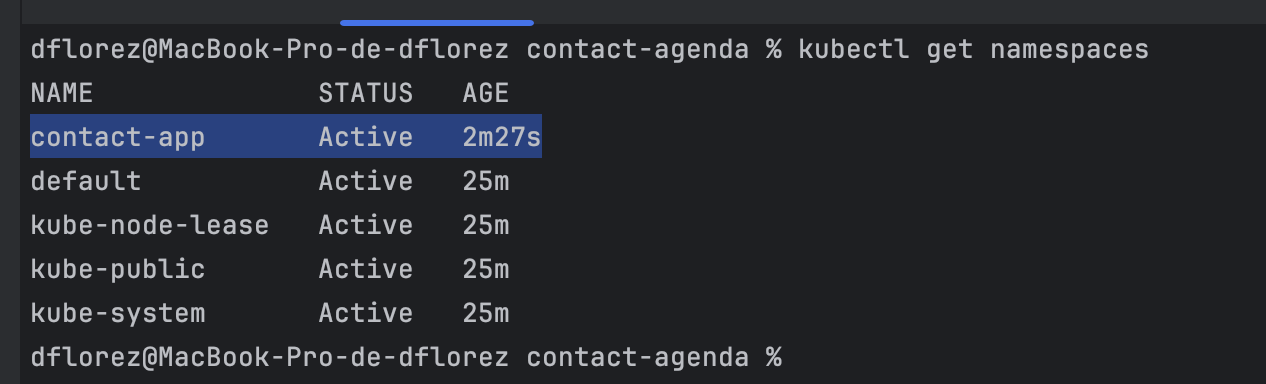 dflorez@MacBook-Pro-de-dflorez contact-agenda % kubectl get namespaces
NAME              STATUS   AGE
contact-app       Active   2m27s
default           Active   25m
kube-node-lease   Active   25m
kube-public       Active   25m
kube-system       Active   25m
dflorez@MacBook-Pro-de-dflorez contact-agenda %